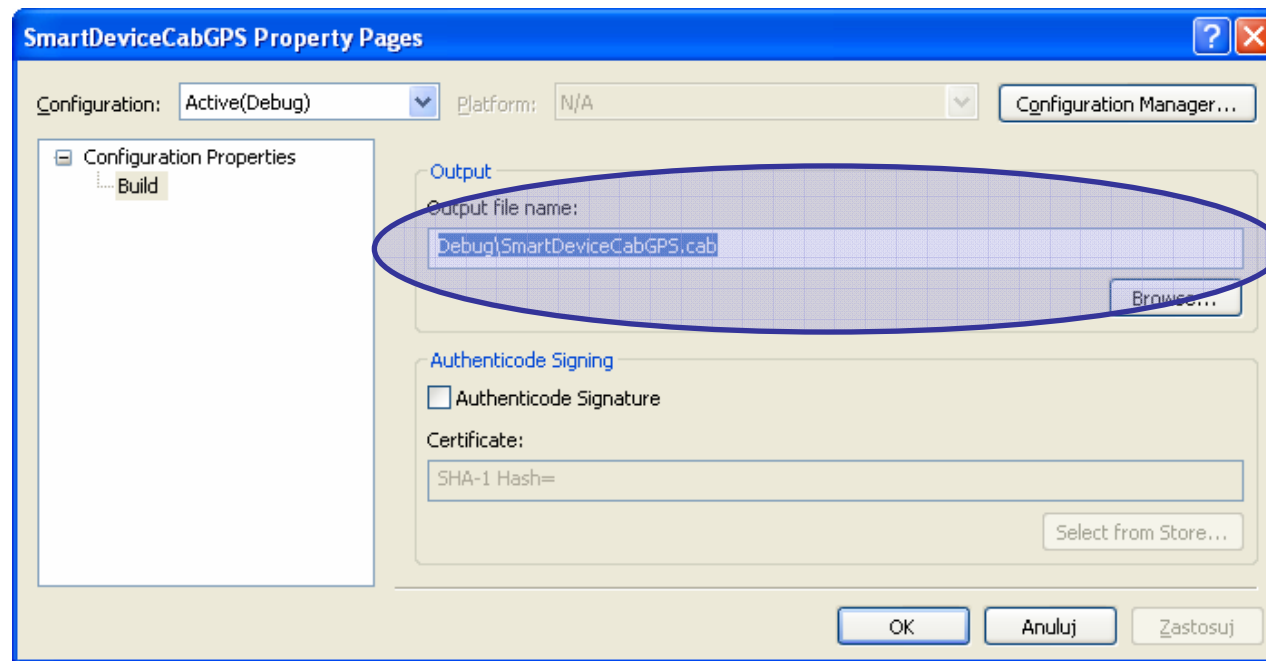 SmartDeviceCabGPS Property Pages
Configuration: Active(Debug) Platform: N/A Configuration Manager...
Configuration Properties
Build
Output
Output file name:
Debug\SmartDeviceCabGPS.cab
Browse...
Authenticode Signing
Authenticode Signature
Certificate:
SHA-1 Hash=
Select from Store...
OK Anuluj Zastosuj